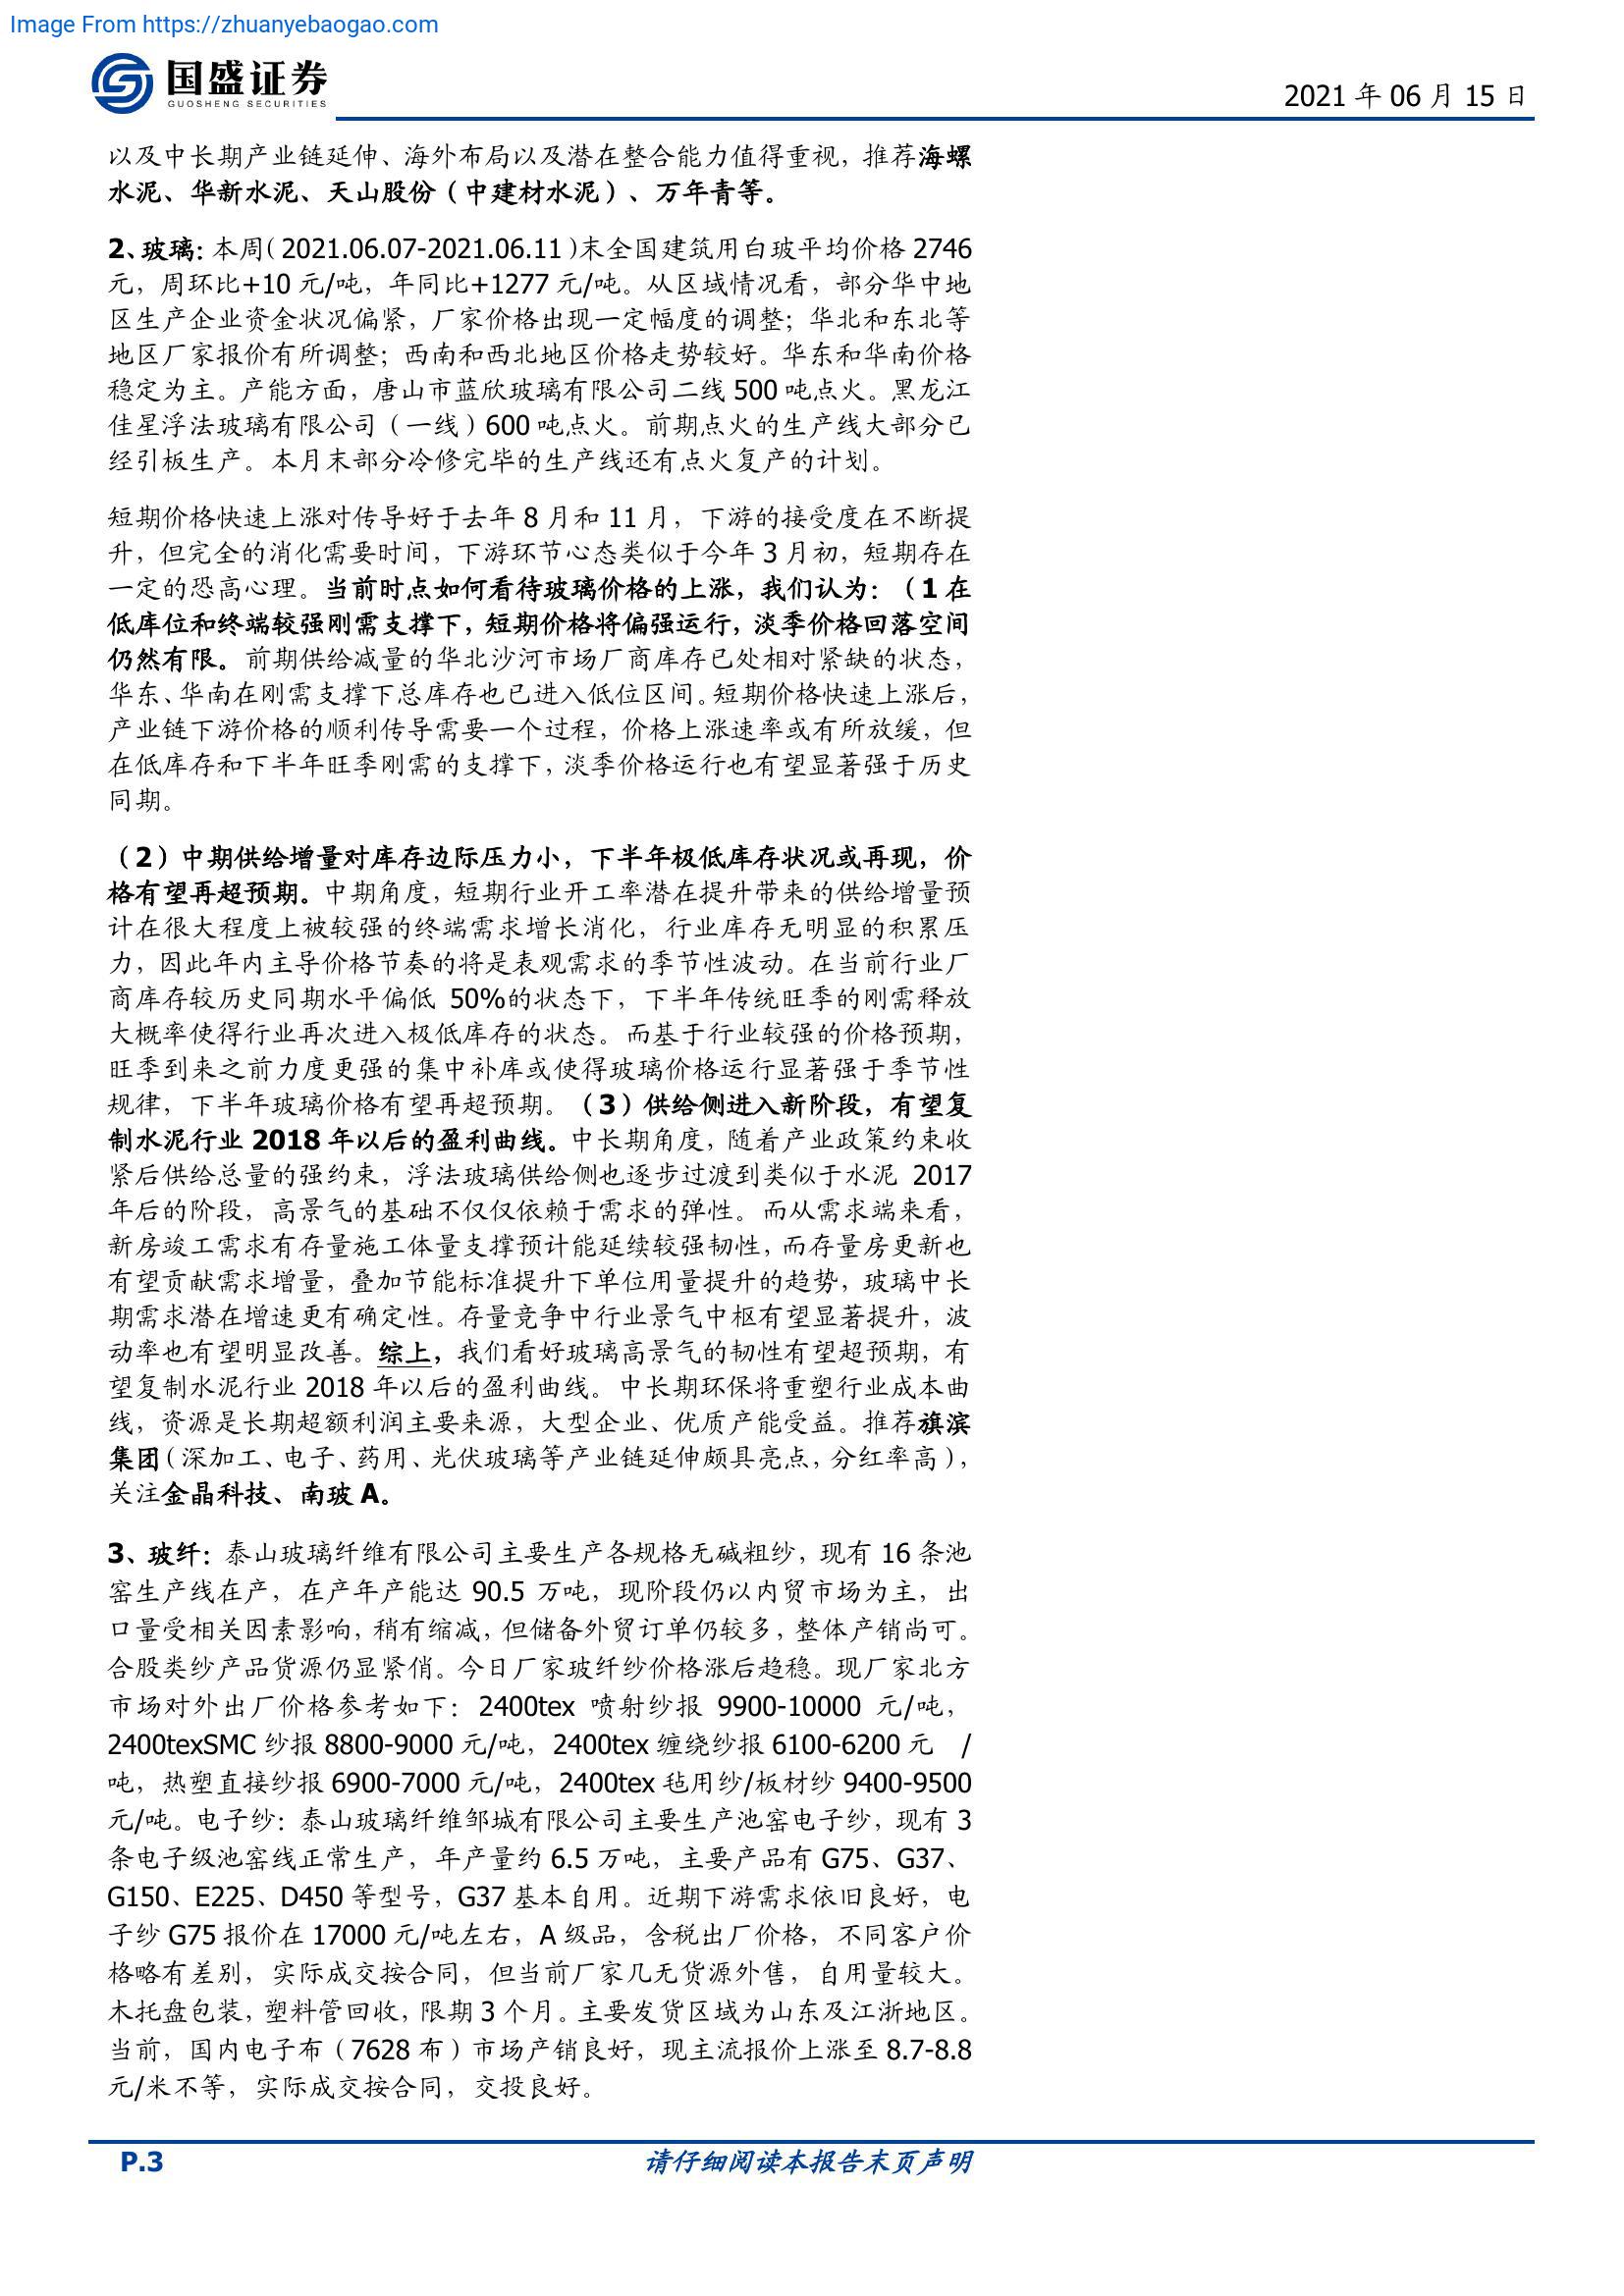 Image From https://zhuanyebaogao.com
国盛证券
GUOSHENG SECURITIES
2021 年 06 月 15 日
以及中长期产业链延伸、海外布局以及潜在整合能力值得重视，推荐海螺
水泥、华新水泥、天山股份（中建材水泥）、万年青等。
2、玻璃：本周（2021.06.07-2021.06.11）末全国建筑用白玻平均价格 2746
元，周环比+10 元/吨，年同比+1277 元/吨。从区域情况看，部分华中地
区生产企业资金状况偏紧，厂家价格出现一定幅度的调整；华北和东北等
地区厂家报价有所调整；西南和西北地区价格走势较好。华东和华南价格
稳定为主。产能方面，唐山市蓝欣玻璃有限公司二线 500 吨点火。黑龙江
佳星浮法玻璃有限公司（一线）600 吨点火。前期点火的生产线大部分已
经引板生产。本月末部分冷修完毕的生产线还有点火复产的计划。
短期价格快速上涨对传导好于去年 8 月和 11 月，下游的接受度在不断提
升，但完全的消化需要时间，下游环节心态类似于今年 3 月初，短期存在
一定的恐高心理。当前时点如何看待玻璃价格的上涨，我们认为：（1 在
低库位和终端较强刚需支撑下，短期价格将偏强运行，淡季价格回落空间
仍然有限。前期供给减量的华北沙河市场厂商库存已处相对紧缺的状态，
华东、华南在刚需支撑下总库存也已进入低位区间。短期价格快速上涨后，
产业链下游价格的顺利传导需要一个过程，价格上涨速率或有所放缓，但
在低库存和下半年旺季刚需的支撑下，淡季价格运行也有望显著强于历史
同期。
（2）中期供给增量对库存边际压力小，下半年极低库存状况或再现，价
格有望再超预期。中期角度，短期行业开工率潜在提升带来的供给增量预
计在很大程度上被较强的终端需求增长消化，行业库存无明显的积累压
力，因此年内主导价格节奏的将是表观需求的季节性波动。在当前行业厂
商库存较历史同期水平偏低 50%的状态下，下半年传统旺季的刚需释放
大概率使得行业再次进入极低库存的状态。而基于行业较强的价格预期，
旺季到来之前力度更强的集中补库或使得玻璃价格运行显著强于季节性
规律，下半年玻璃价格有望再超预期。（3）供给侧进入新阶段，有望复
制水泥行业 2018 年以后的盈利曲线。中长期角度，随着产业政策约束收
紧后供给总量的强约束，浮法玻璃供给侧也逐步过渡到类似于水泥 2017
年后的阶段，高景气的基础不仅仅依赖于需求的弹性。而从需求端来看，
新房竣工需求有存量施工体量支撑预计能延续较强韧性，而存量房更新也
有望贡献需求增量，叠加节能标准提升下单位用量提升的趋势，玻璃中长
期需求潜在增速更有确定性。存量竞争中行业景气中枢有望显著提升，波
动率也有望明显改善。综上，我们看好玻璃高景气的韧性有望超预期，有
望复制水泥行业 2018 年以后的盈利曲线。中长期环保将重塑行业成本曲
线，资源是长期超额利润主要来源，大型企业、优质产能受益。推荐旗滨
集团（深加工、电子、药用、光伏玻璃等产业链延伸颇具亮点，分红率高），
关注金晶科技、南玻 A。
3、玻纤：泰山玻璃纤维有限公司主要生产各规格无碱粗纱，现有 16 条池
窑生产线在产，在产年产能达 90.5 万吨，现阶段仍以内贸市场为主，出
口量受相关因素影响，稍有缩减，但储备外贸订单仍较多，整体产销尚可。
合股类纱产品货源仍显紧俏。今日厂家玻纤纱价格涨后趋稳。现厂家北方
市场对外出厂价格参考如下：2400tex 喷射纱报 9900-10000 元/吨，
2400texSMC 纱报 8800-9000 元/吨，2400tex 缠绕纱报 6100-6200 元 /
吨，热塑直接纱报 6900-7000 元/吨，2400tex 毡用纱/板材纱 9400-9500
元/吨。电子纱：泰山玻璃纤维邹城有限公司主要生产池窑电子纱，现有 3
条电子级池窑线正常生产，年产量约 6.5 万吨，主要产品有 G75、G37、
G150、E225、D450 等型号，G37 基本自用。近期下游需求依旧良好，电
子纱 G75 报价在 17000 元/吨左右，A 级品，含税出厂价格，不同客户价
格略有差别，实际成交按合同，但当前厂家几无货源外售，自用量较大。
木托盘包装，塑料管回收，限期 3 个月。主要发货区域为山东及江浙地区。
当前，国内电子布（7628 布）市场产销良好，现主流报价上涨至 8.7-8.8
元/米不等，实际成交按合同，交投良好。
P.3
请仔细阅读本报告末页声明